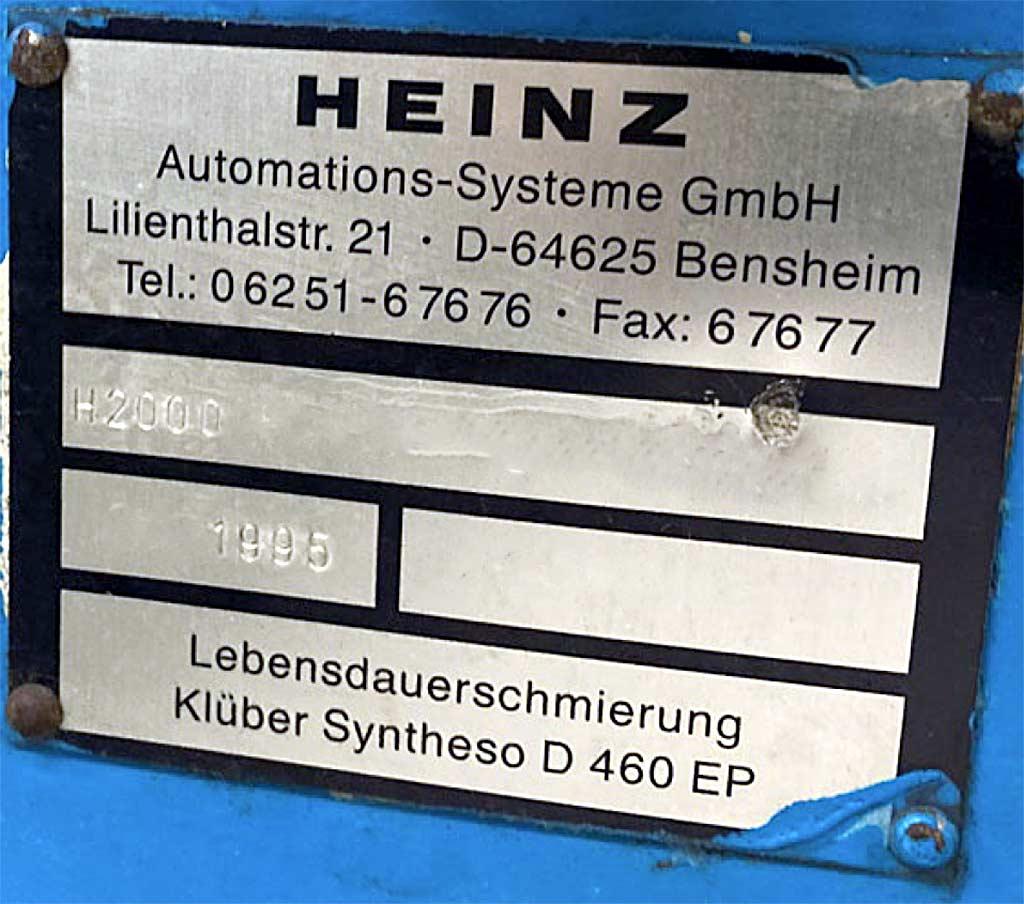 HEINZ
Automations-Systeme GmbH
Lilienthalstr. 21 · D-64625 Bensheim
Tel.: 06251-67676 · Fax: 67677
H2000
1995
Lebensdauerschmierung
Klüber Syntheso D 460 EP